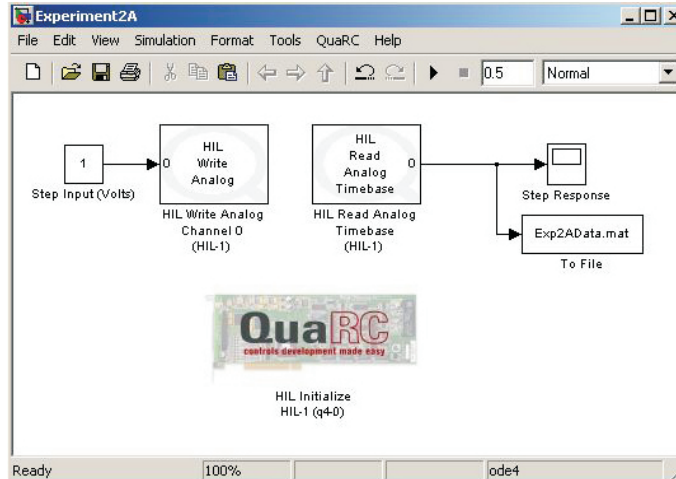 Experiment2A
File Edit View Simulation Format Tools QuaRC Help
0.5 Normal
1
Step Input (Volts)
0
HIL
Write
Analog
HIL Write Analog
Channel 0
(HIL-1)
HIL
Read
Analog
Timebase
0
HIL Read Analog
Timebase
(HIL-1)
Step Response
Exp2AData.mat
To File
QuaRC
controls development made easy
HIL Initialize
HIL-1 (q4-0)
Ready 100% ode4